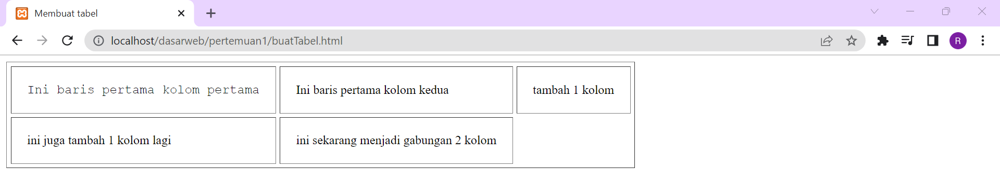 Membuat tabel
localhost/dasarweb/pertemuan1/buatTabel.html
R
Ini baris pertama kolom pertama
Ini baris pertama kolom kedua
tambah 1 kolom
ini juga tambah 1 kolom lagi
ini sekarang menjadi gabungan 2 kolom